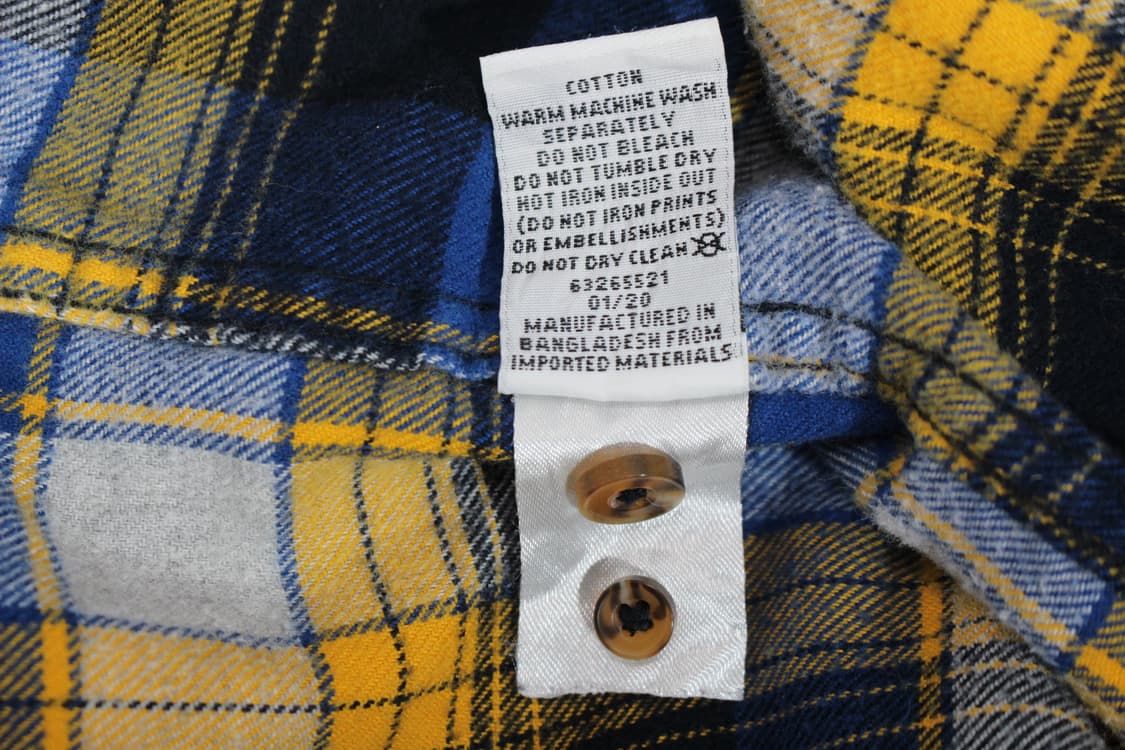 COTTON
WARM MACHINE WASH
SEPARATELY
DO NOT BLEACH
DO NOT TUMBLE DRY
HOT IRON INSIDE OUT
(DO NOT IRON PRINTS
OR EMBELLISHMENTS)
DO NOT DRY CLEAN
63265521
01/20
MANUFACTURED IN
BANGLADESH FROM
IMPORTED MATERIALS